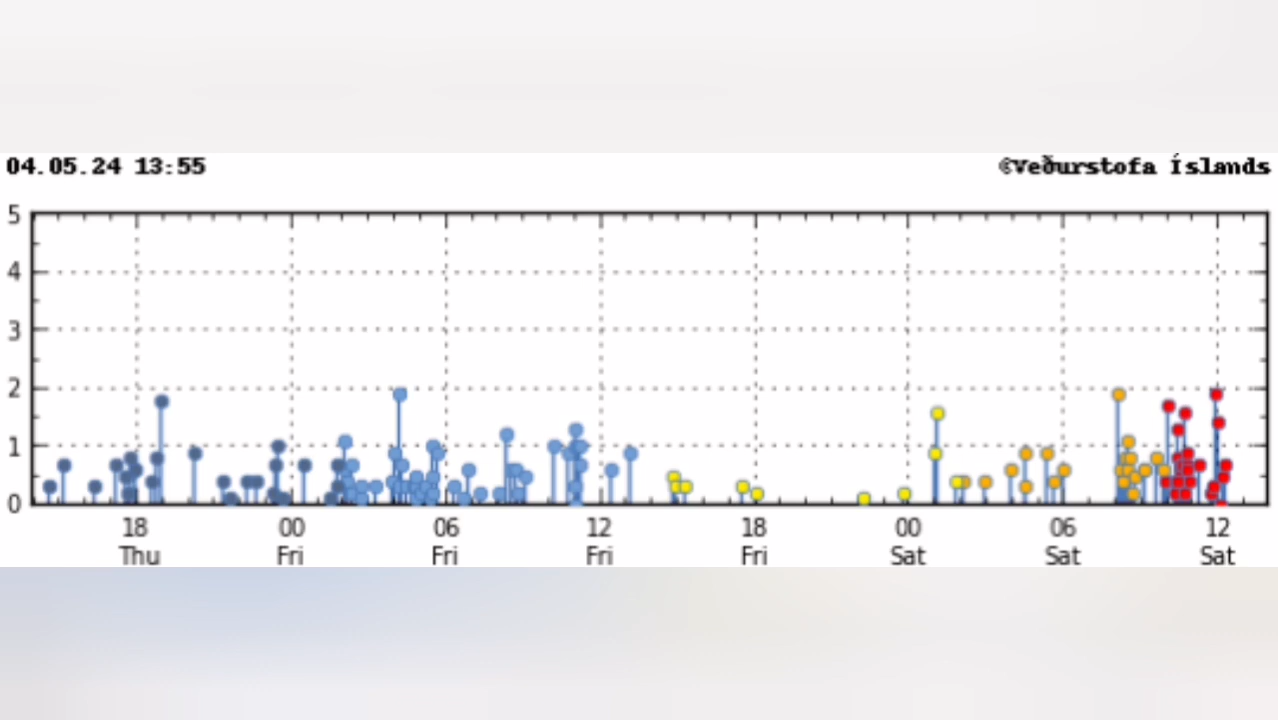 04.05.24 13:55
©Veðurstofa Íslands
5
4
3
2
1
0
18 00 06 12 18 00 06 12
Thu Fri Fri Fri Fri Sat Sat Sat